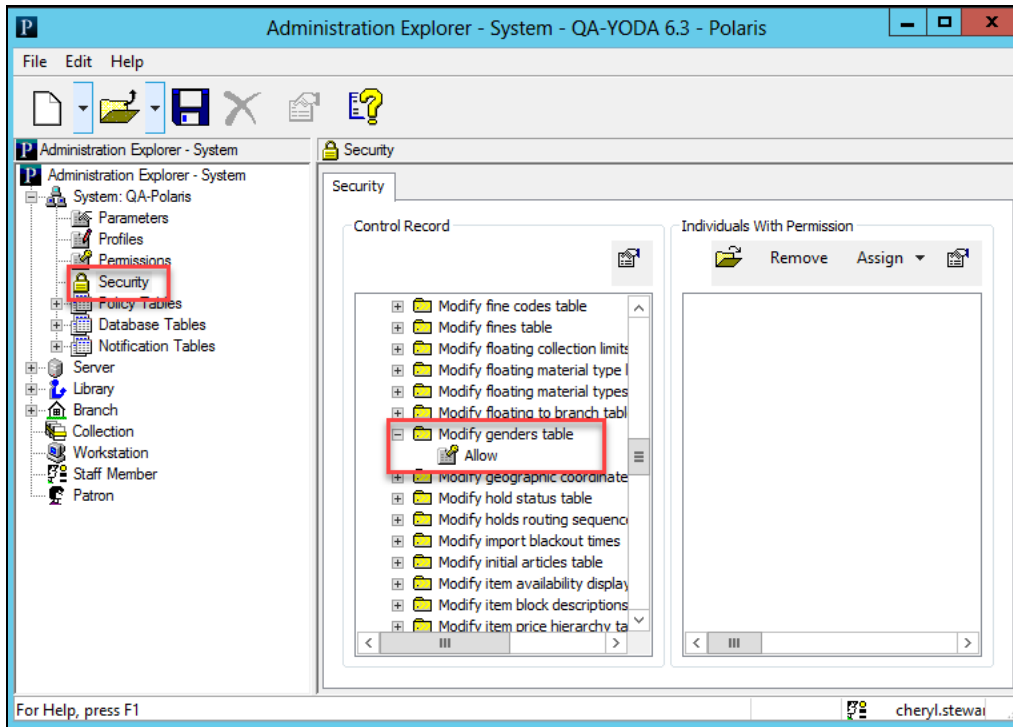 Administration Explorer - System - QA-YODA 6.3 - Polaris
File Edit Help
Administration Explorer - System
Security
Administration Explorer - System
System: QA-Polaris
Parameters
Profiles
Permissions
Security
Policy Tables
Database Tables
Notification Tables
Server
Library
Branch
Collection
Workstation
Staff Member
Patron
Security
Control Record
Modify fine codes table
Modify fines table
Modify floating collection limits
Modify floating material type l
Modify floating material types
Modify floating to branch tabl
Modify genders table
Allow
Modify geographic coordinate
Modify hold status table
Modify holds routing sequenc
Modify import blackout times
Modify initial articles table
Modify item availability display
Modify item block descriptions
Modify item price hierarchy ta
Individuals With Permission
Remove Assign
For Help, press F1
cheryl.stewar